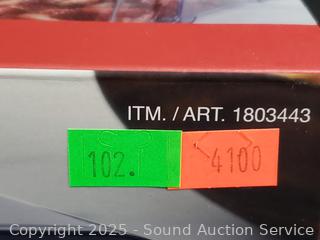 ITM. / ART. 1803443
102. 4100
Copyright © 2025 - Sound Auction Service